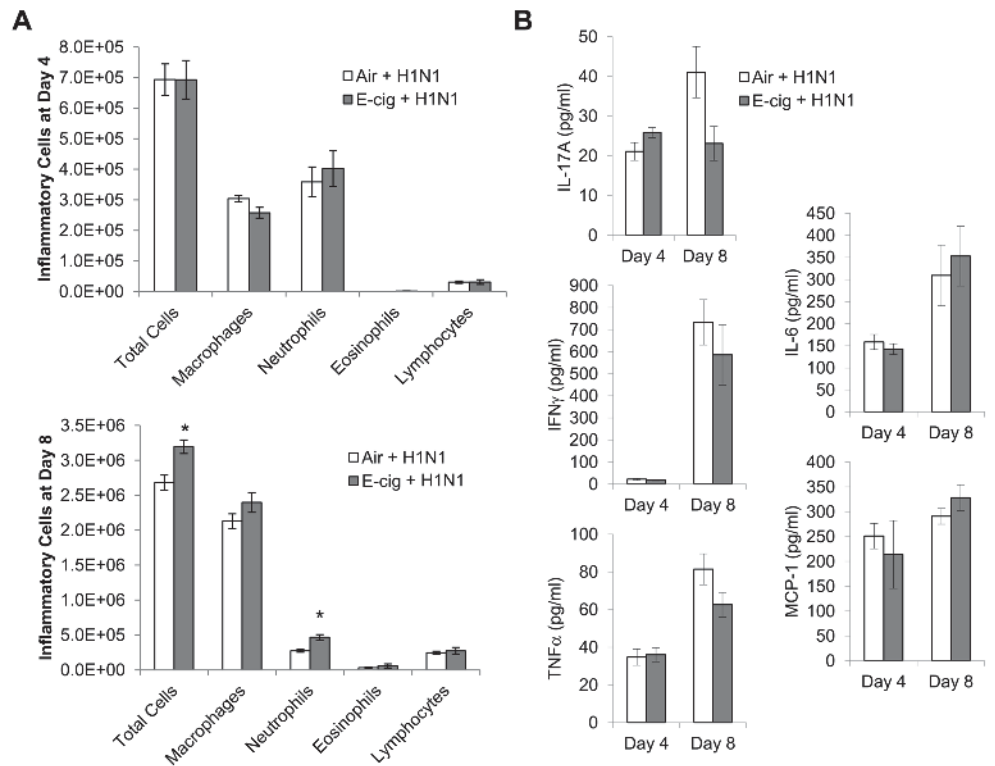 A
Inflammatory Cells at Day 4
8.0E+05
7.0E+05
6.0E+05
5.0E+05
4.0E+05
3.0E+05
2.0E+05
1.0E+05
0.0E+00
Air + H1N1
E-cig + H1N1
Total Cells
Macrophages
Neutrophils
Eosinophils
Lymphocytes
Inflammatory Cells at Day 8
3.5E+06
3.0E+06
2.5E+06
2.0E+06
1.5E+06
1.0E+06
5.0E+05
0.0E+00
*
*
Air + H1N1
E-cig + H1N1
Total Cells
Macrophages
Neutrophils
Eosinophils
Lymphocytes
B
IL-17A (pg/ml)
50
40
30
20
10
0
Air + H1N1
E-cig + H1N1
Day 4 Day 8
IFNγ (pg/ml)
900
800
700
600
500
400
300
200
100
0
Day 4 Day 8
TNFα (pg/ml)
100
80
60
40
20
0
Day 4 Day 8
IL-6 (pg/ml)
450
400
350
300
250
200
150
100
50
0
Day 4 Day 8
MCP-1 (pg/ml)
400
350
300
250
200
150
100
50
0
Day 4 Day 8